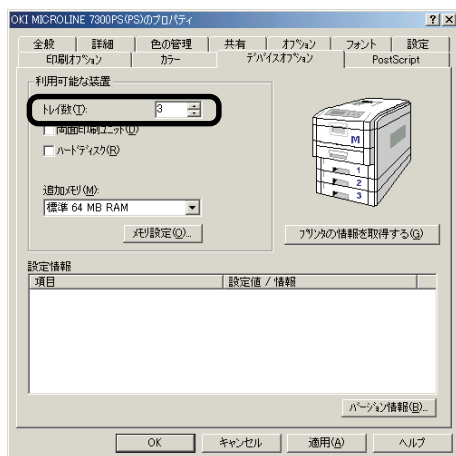 OKI MICROLINE 7300PS(PS)のプロパティ
全般 詳細 色の管理 共有 オプション フォント 設定
印刷オプション カラー デバイスオプション PostScript
利用可能な装置
トレイ数(T): 3
両面印刷ユニット(D)
ハードディスク(R)
追加メモリ(M):
標準 64 MB RAM
メモリ設定(O)...
M
1
2
3
プリンタの情報を取得する(G)
設定情報
項目 設定値 / 情報
バージョン情報(B)...
OK キャンセル 適用(A) ヘルプ